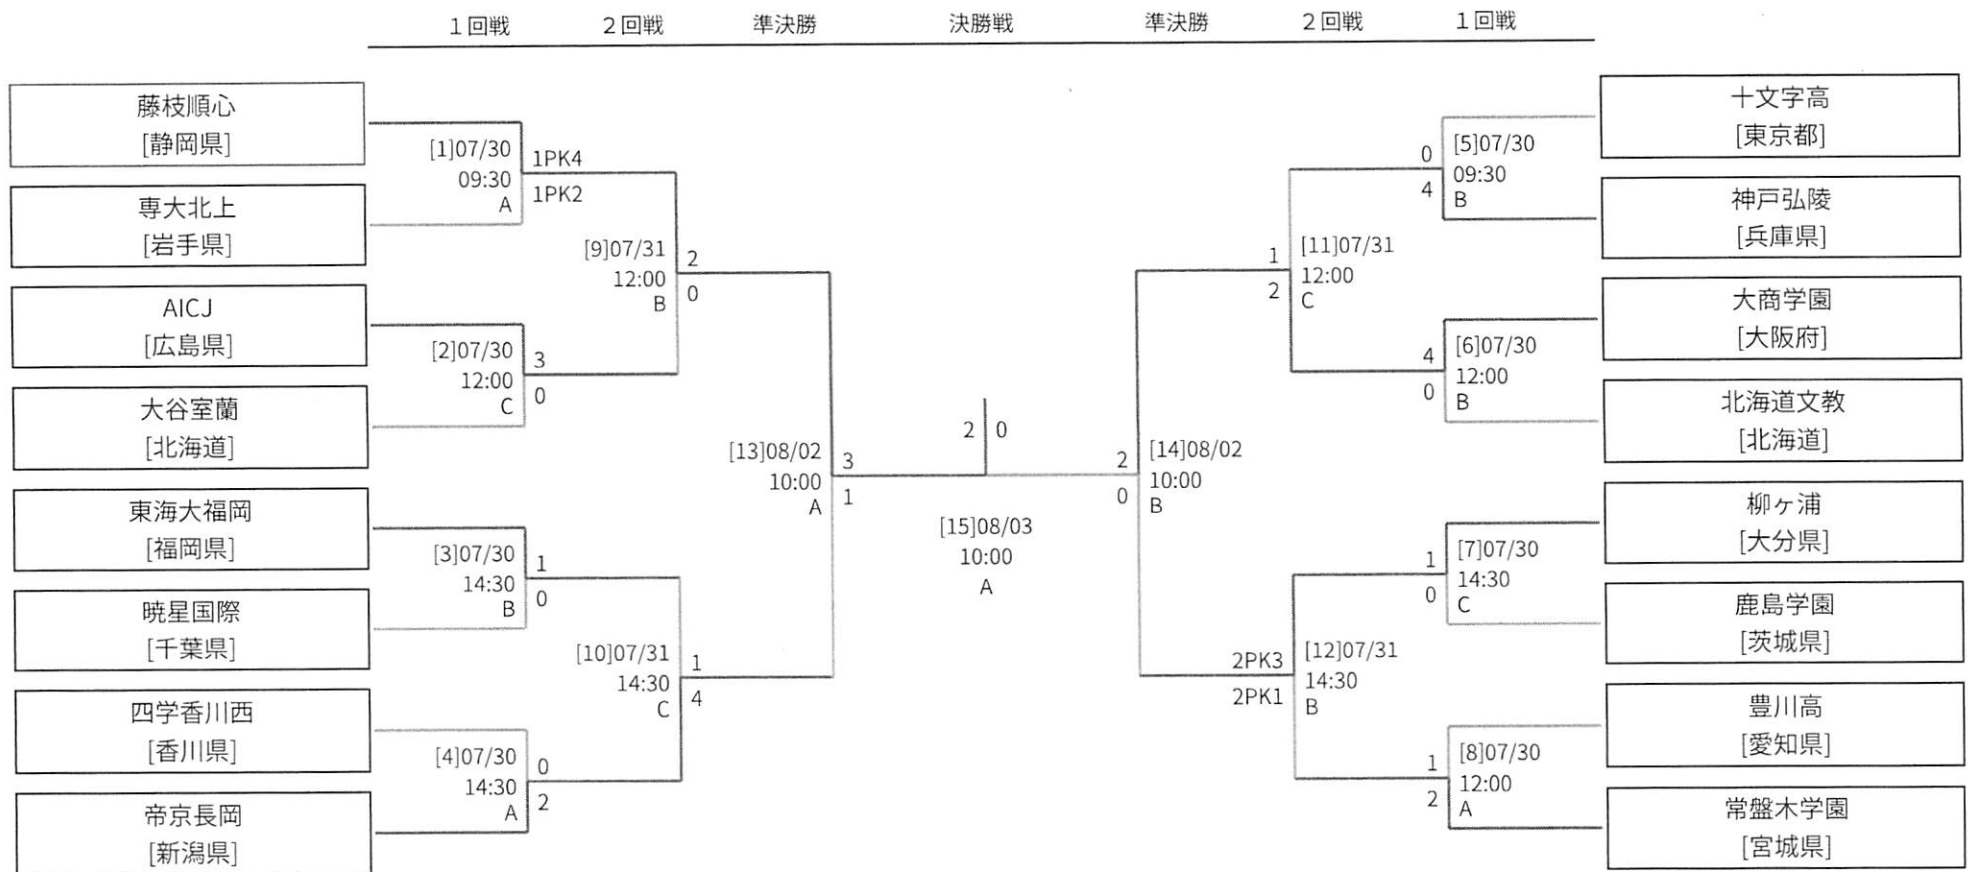 １回戦 ２回戦 準決勝 決勝戦 準決勝 ２回戦 １回戦
藤枝順心
[静岡県]
専大北上
[岩手県]
AICJ
[広島県]
大谷室蘭
[北海道]
東海大福岡
[福岡県]
暁星国際
[千葉県]
四学香川西
[香川県]
帝京長岡
[新潟県]
[1]07/30
09:30
A
1PK4
1PK2
[2]07/30
12:00
C
3
0
[3]07/30
14:30
B
1
0
[4]07/30
14:30
A
0
2
[9]07/31
12:00
B
2
0
[10]07/31
14:30
C
1
4
[13]08/02
10:00
A
3
1
2 0
[15]08/03
10:00
A
2
0
[14]08/02
10:00
B
1
2
[11]07/31
12:00
C
2PK3
2PK1
[12]07/31
14:30
B
0
4
[5]07/30
09:30
B
4
0
[6]07/30
12:00
B
1
0
[7]07/30
14:30
C
1
2
[8]07/30
12:00
A
十文字高
[東京都]
神戸弘陵
[兵庫県]
大商学園
[大阪府]
北海道文教
[北海道]
柳ヶ浦
[大分県]
鹿島学園
[茨城県]
豊川高
[愛知県]
常盤木学園
[宮城県]